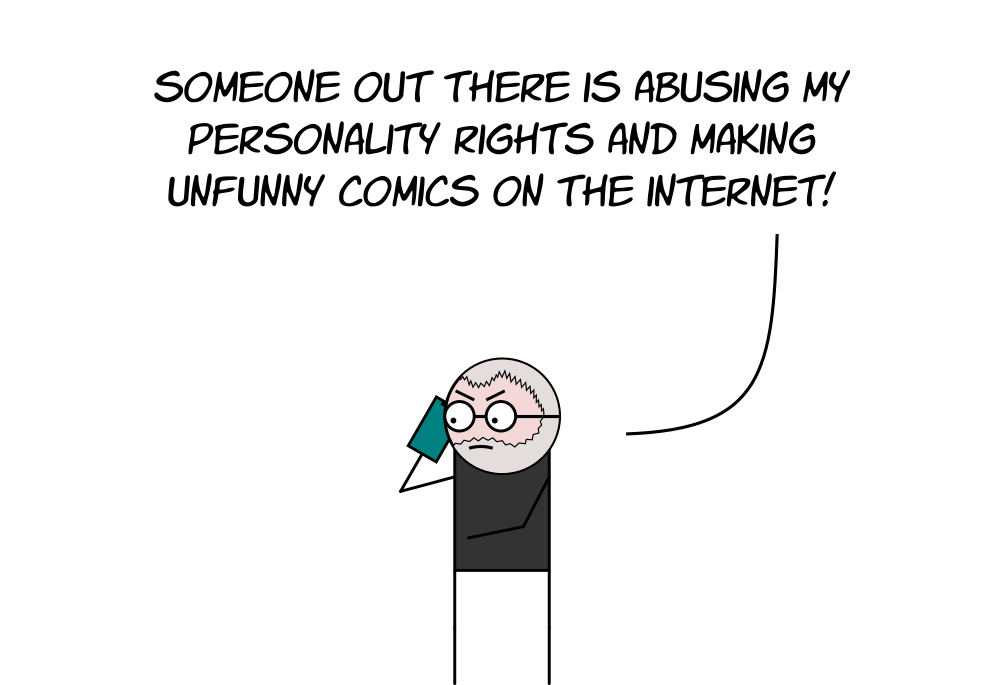 SOMEONE OUT THERE IS ABUSING MY
PERSONALITY RIGHTS AND MAKING
UNFUNNY COMICS ON THE INTERNET!